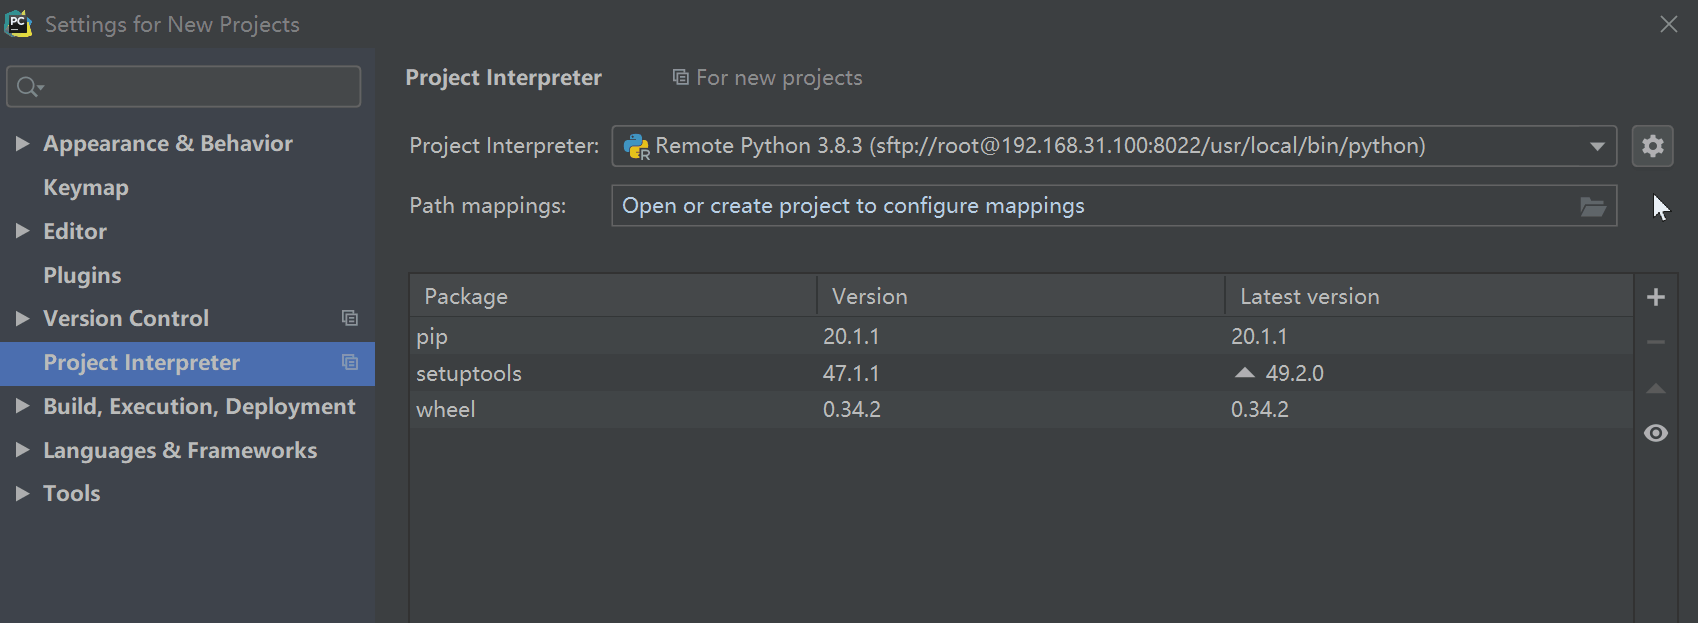 PC Settings for New Projects
Project Interpreter For new projects
Appearance & Behavior
Keymap
Editor
Plugins
Version Control
Project Interpreter
Build, Execution, Deployment
Languages & Frameworks
Tools
Project Interpreter: Remote Python 3.8.3 (sftp://root@192.168.31.100:8022/usr/local/bin/python)
Path mappings: Open or create project to configure mappings
Package Version Latest version
pip 20.1.1 20.1.1
setuptools 47.1.1 49.2.0
wheel 0.34.2 0.34.2